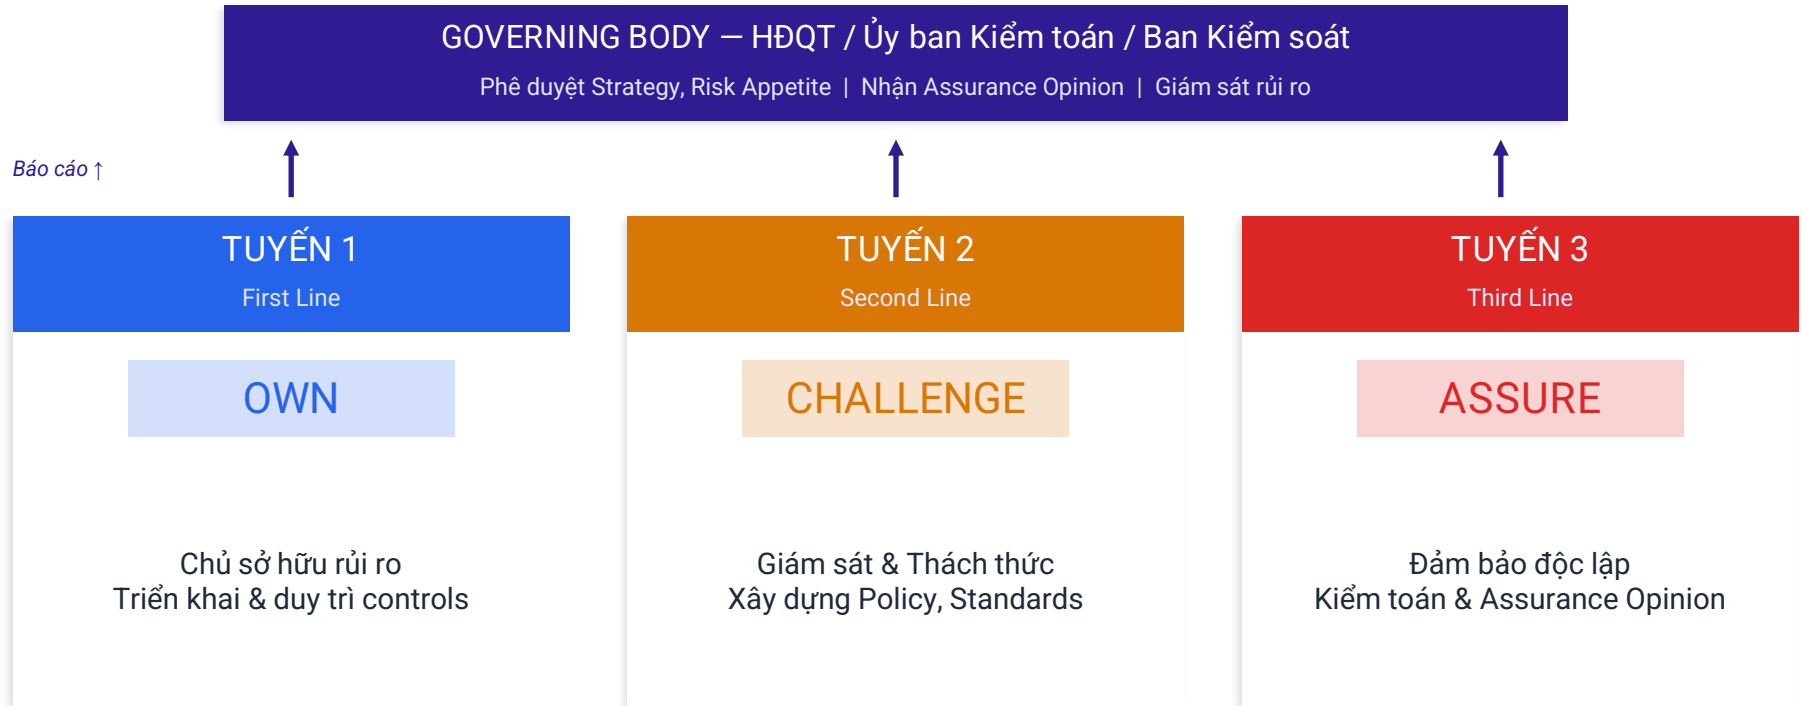 GOVERNING BODY — HĐQT / Ủy ban Kiểm toán / Ban Kiểm soát
Phê duyệt Strategy, Risk Appetite | Nhận Assurance Opinion | Giám sát rủi ro
Báo cáo ↑
TUYẾN 1
First Line
OWN
Chủ sở hữu rủi ro
Triển khai & duy trì controls
TUYẾN 2
Second Line
CHALLENGE
Giám sát & Thách thức
Xây dựng Policy, Standards
TUYẾN 3
Third Line
ASSURE
Đảm bảo độc lập
Kiểm toán & Assurance Opinion